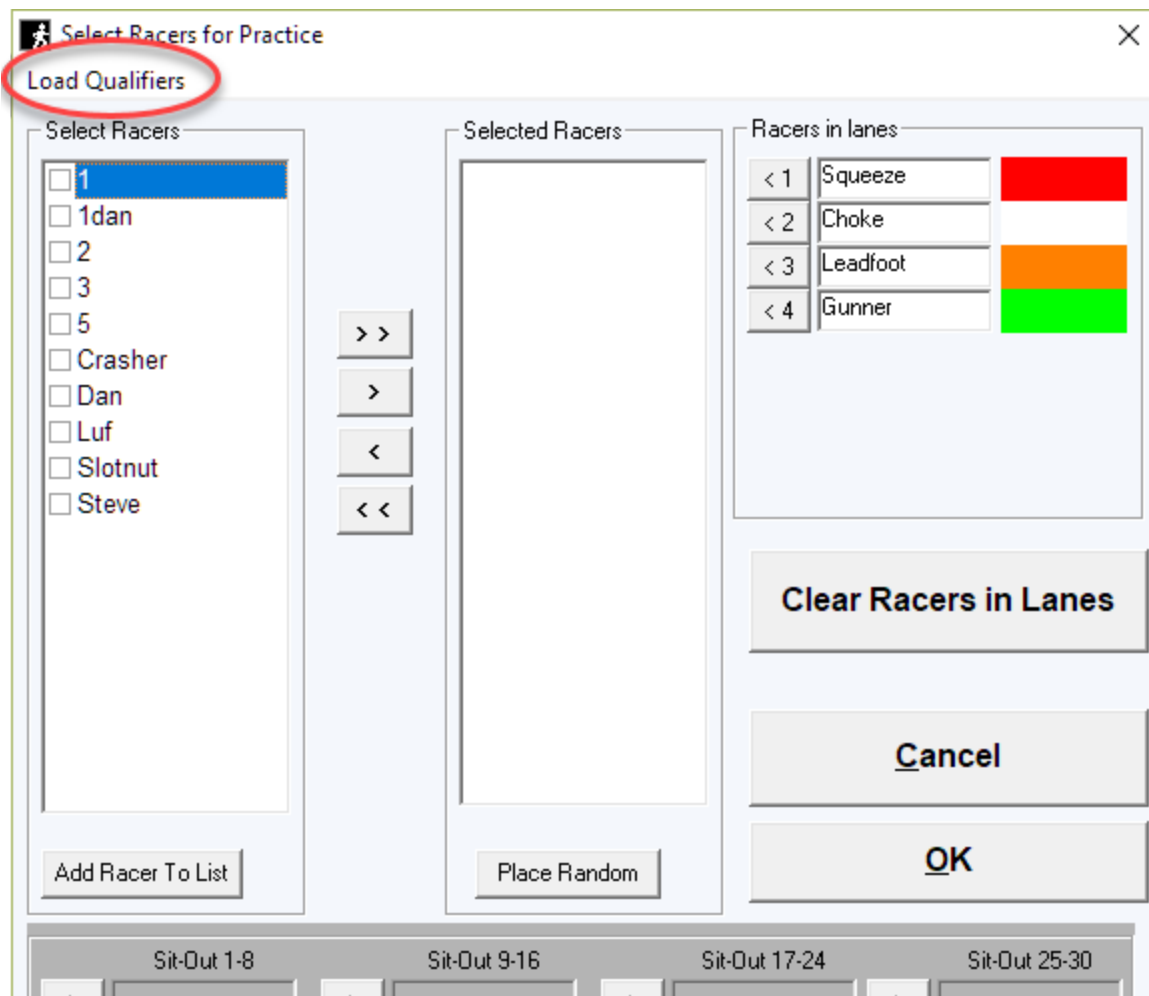 Select Racers for Practice
Load Qualifiers
Select Racers
1
1dan
2
3
5
Crasher
Dan
Luf
Slotnut
Steve
Add Racer To List
> >
>
<
< <
Selected Racers
Place Random
Racers in lanes
< 1 Squeeze
< 2 Choke
< 3 Leadfoot
< 4 Gunner
Clear Racers in Lanes
Cancel
OK
Sit-Out 1-8 Sit-Out 9-16 Sit-Out 17-24 Sit-Out 25-30